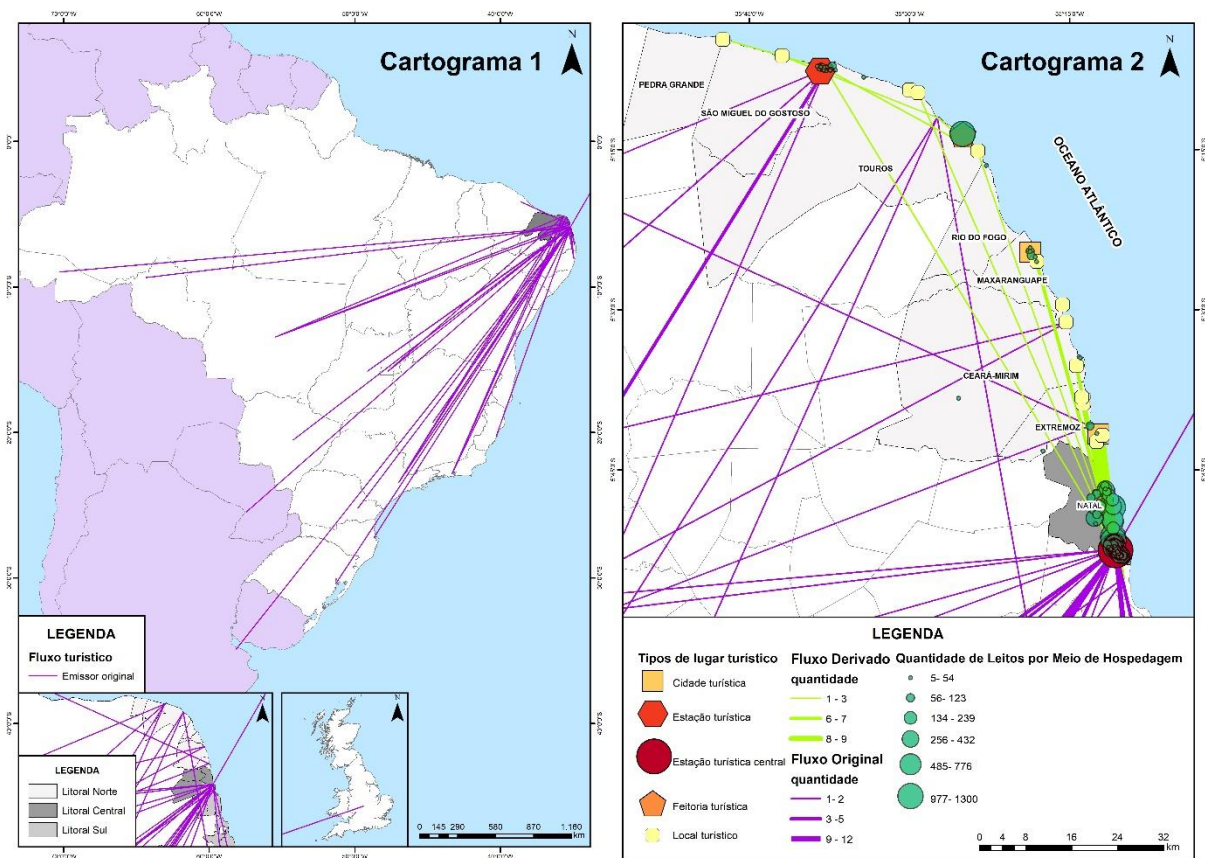 Cartograma 1
N
LEGENDA
Fluxo turístico
Emissor original
LEGENDA
Litoral Norte
Litoral Central
Litoral Sul
0 145 290 580 870 1.160
km
Cartograma 2
N
PEDRA GRANDE
SÃO MIGUEL DO GOSTOSO
TOUROS
OCEANO ATLÂNTICO
RIO DO FOGO
MAXARANGUAPE
CEARÁ-MIRIM
EXTREMOZ
NATAL
LEGENDA
Tipos de lugar turístico
Cidade turística
Estação turística
Estação turística central
Feitoria turística
Local turístico
Fluxo Derivado
quantidade
1 - 3
6 - 7
8 - 9
Fluxo Original
quantidade
1- 2
3 -5
9 - 12
Quantidade de Leitos por Meio de Hospedagem
5- 54
56- 123
134 - 239
256 - 432
485- 776
977- 1300
0 4 8 16 24 32
km